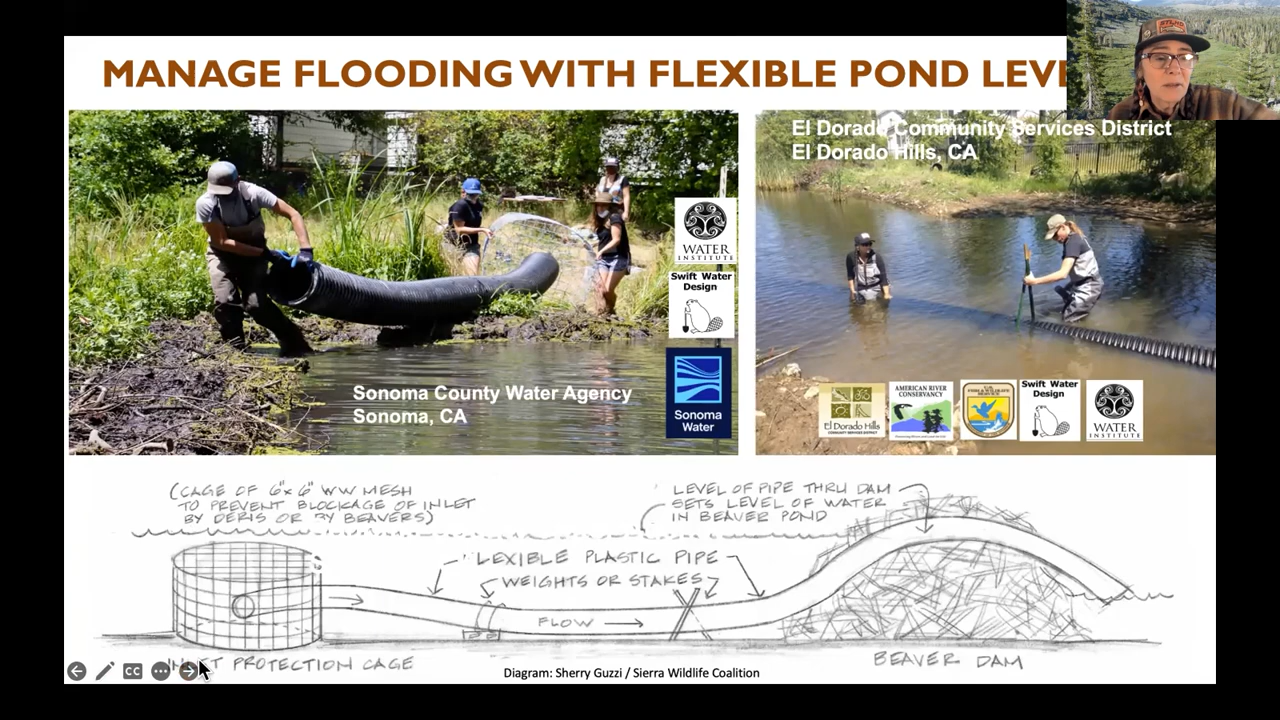 MANAGE FLOODING WITH FLEXIBLE POND
El Dorado Community Services District
El Dorado Hills, CA
WATER
INSTITUTE
Swift Water
Design
Sonoma
Water
Sonoma County Water Agency
Sonoma, CA
El Dorado Hills
COMMUNITY SERVICES DISTRICT
AMERICAN RIVER
CONSERVANCY
Swift Water
Design
WATER
INSTITUTE
(CAGE OF 6"x 6" WW MESH
TO PREVENT BLOCKAGE OF INLET
BY DEBRIS OR BY BEAVERS)
LEVEL OF PIPE THRU DAM
SETS LEVEL OF WATER
IN BEAVER POND
LEXIBLE PLASTIC PIPE
WEIGHTS OR STAKES
FLOW
PROTECTION CAGE
BEAVER DAM
CC
Diagram: Sherry Guzzi / Sierra Wildlife Coalition